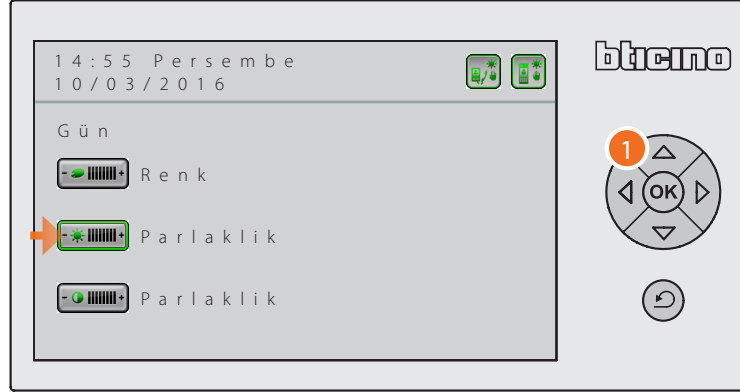 14:55 Persembe
10/03/2016
bticino
Gün
- + Renk
- + Parlaklik
- + Parlaklik
1
OK